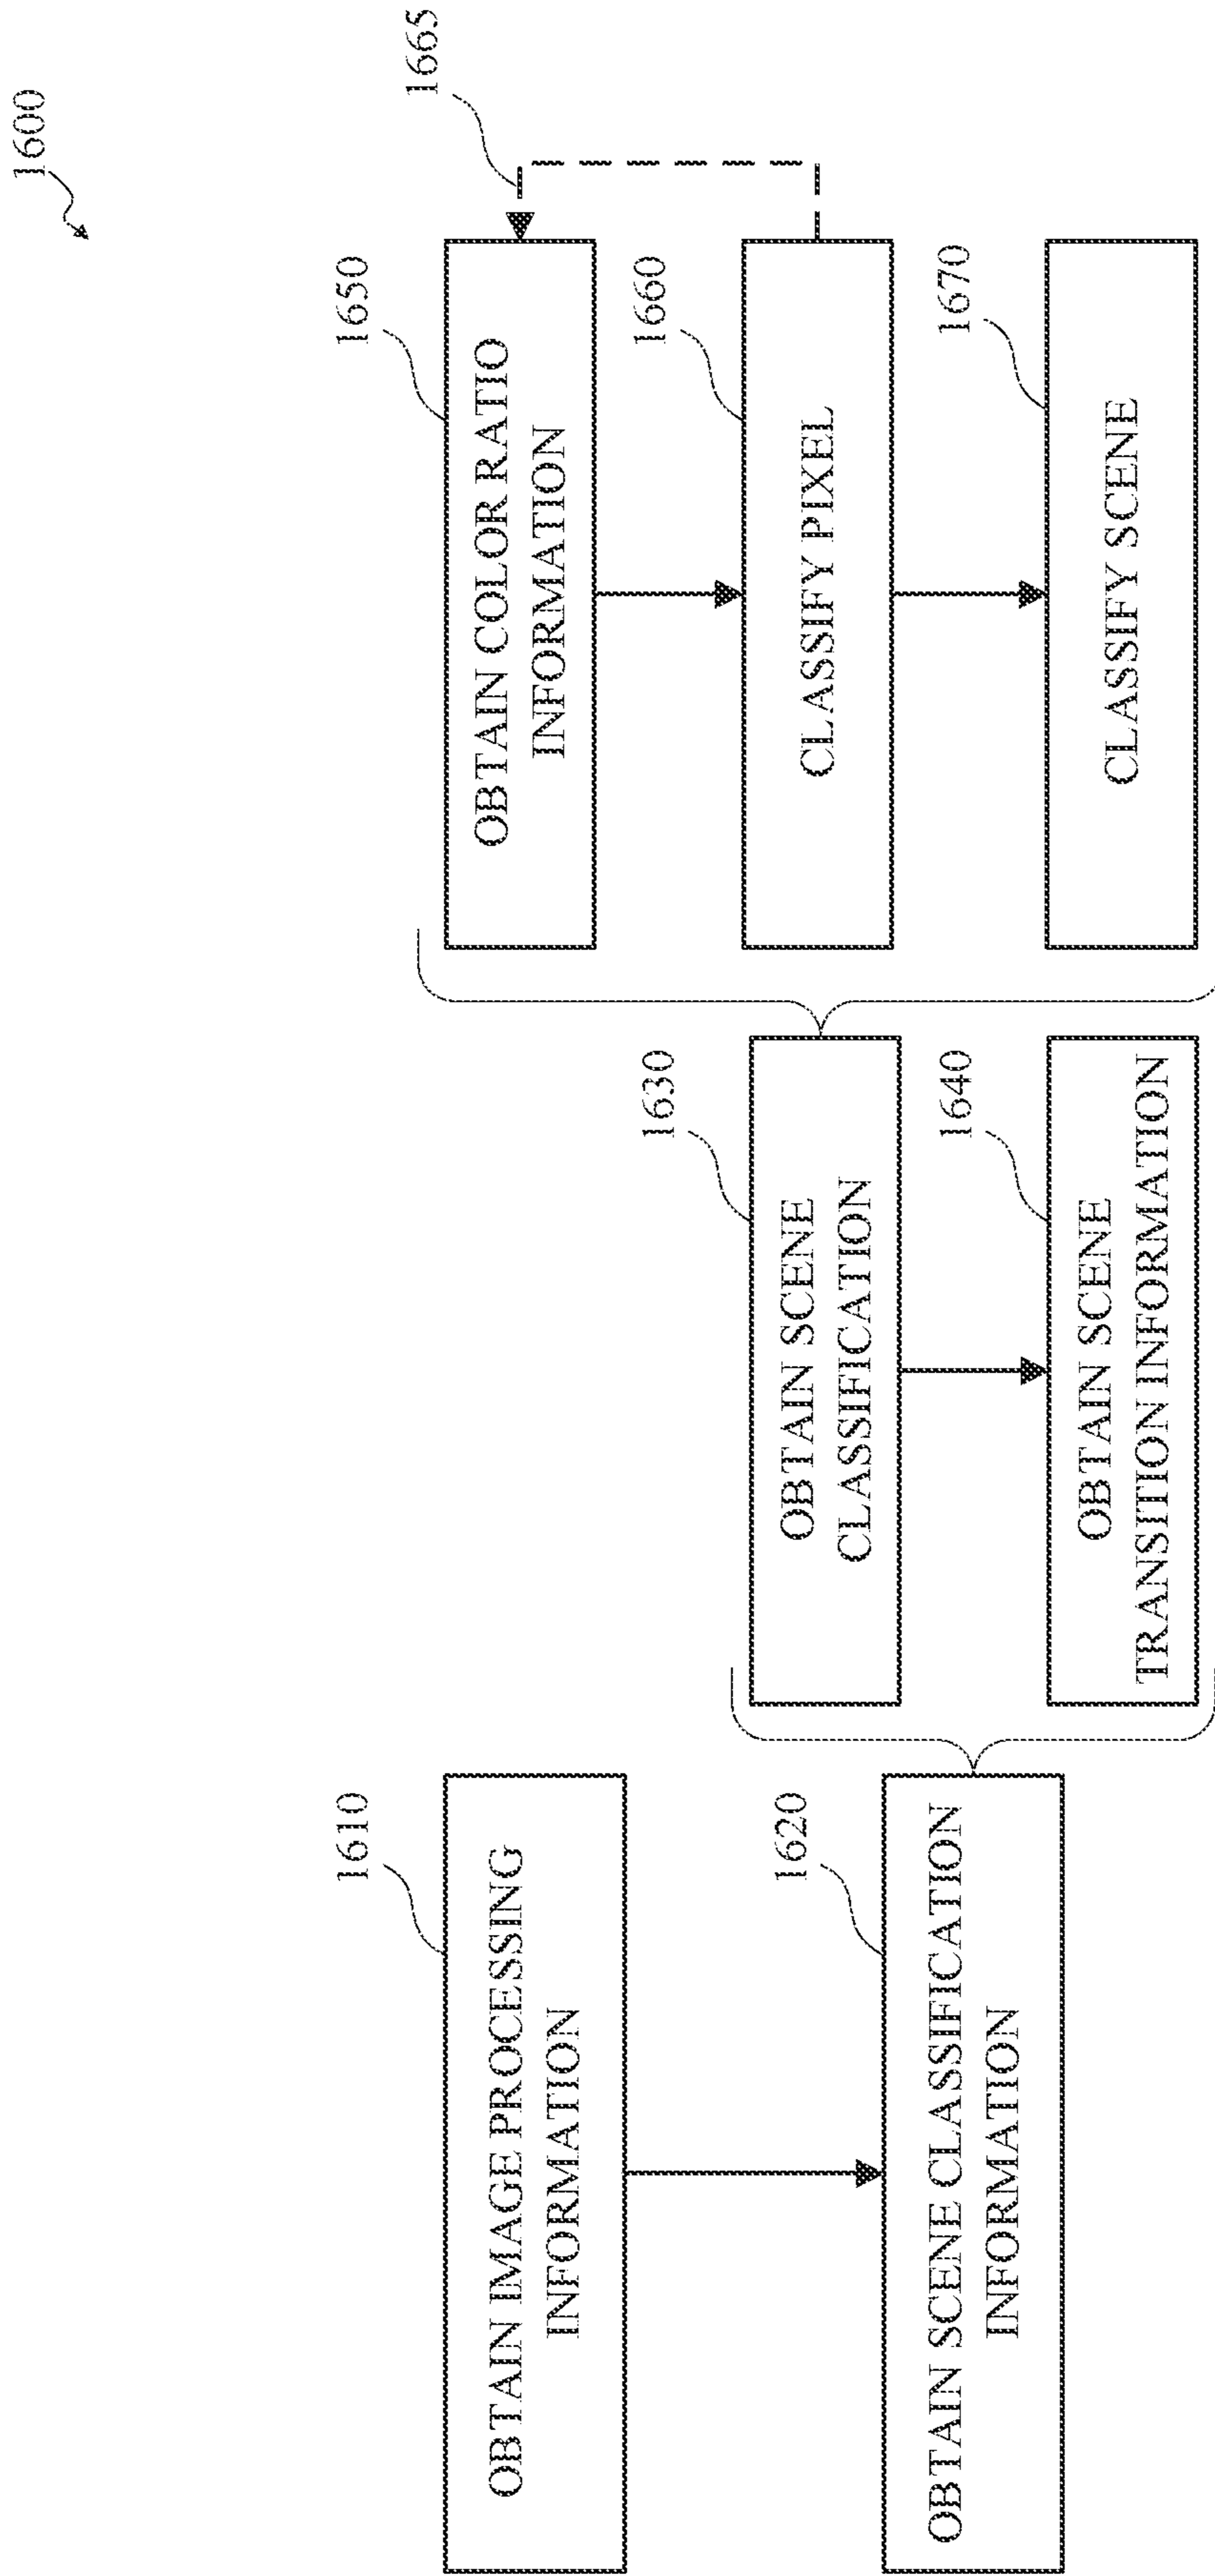 1600
1610
OBTAIN IMAGE PROCESSING
INFORMATION
1620
OBTAIN SCENE CLASSIFICATION
INFORMATION
1630
OBTAIN SCENE
CLASSIFICATION
1640
OBTAIN SCENE
TRANSITION INFORMATION
1650
OBTAIN COLOR RATIO
INFORMATION
1660
CLASSIFY PIXEL
1665
1670
CLASSIFY SCENE